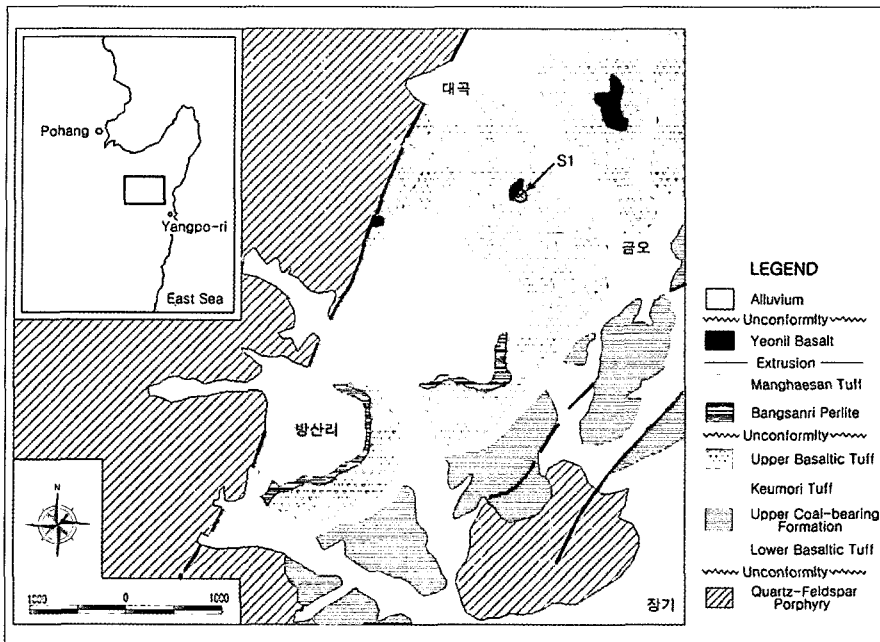 Pohang
Yangpo-ri
East Sea
대곡
S1
금오
방산리
장기
N
1000 0 1000
LEGEND
Alluvium
Unconformity
Yeonil Basalt
Extrusion
Manghaesan Tuff
Bangsanri Perlite
Unconformity
Upper Basaltic Tuff
Keumori Tuff
Upper Coal-bearing
Formation
Lower Basaltic Tuff
Unconformity
Quartz-Feldspar
Porphyry